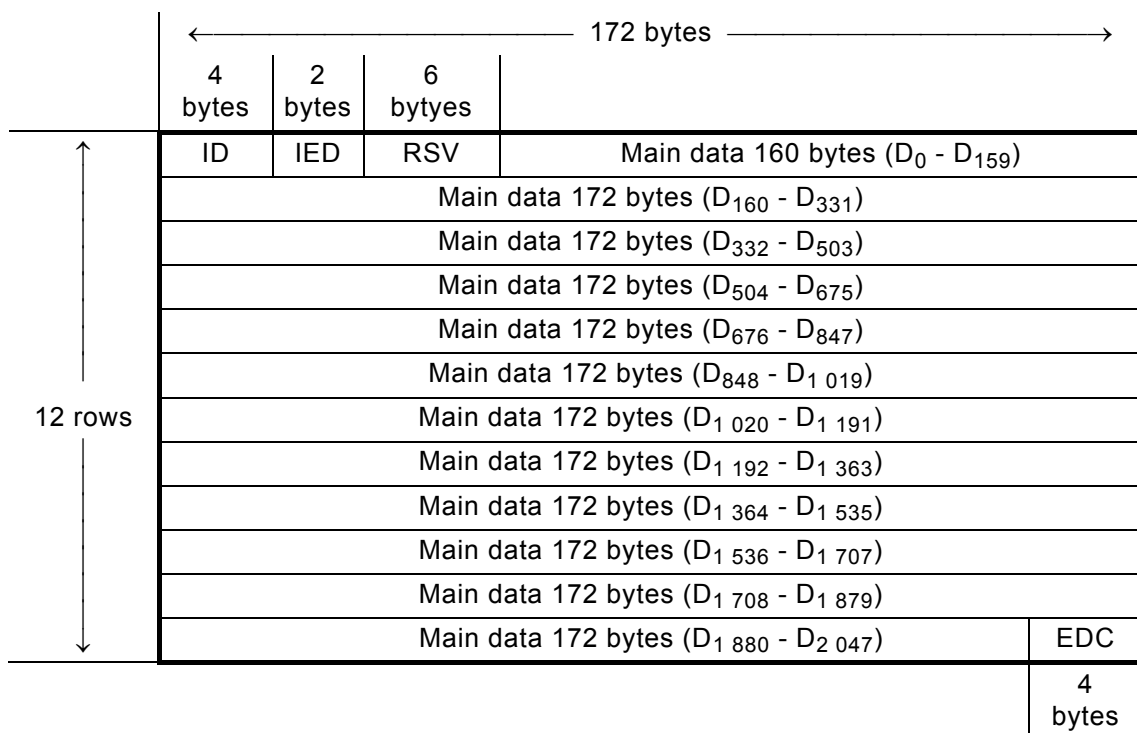 172 bytes
4 2 6
bytes bytes bytyes
ID IED RSV Main data 160 bytes (D0 - D159)
Main data 172 bytes (D160 - D331)
Main data 172 bytes (D332 - D503)
Main data 172 bytes (D504 - D675)
Main data 172 bytes (D676 - D847)
Main data 172 bytes (D848 - D1 019)
12 rows Main data 172 bytes (D1 020 - D1 191)
Main data 172 bytes (D1 192 - D1 363)
Main data 172 bytes (D1 364 - D1 535)
Main data 172 bytes (D1 536 - D1 707)
Main data 172 bytes (D1 708 - D1 879)
Main data 172 bytes (D1 880 - D2 047) EDC
4
bytes